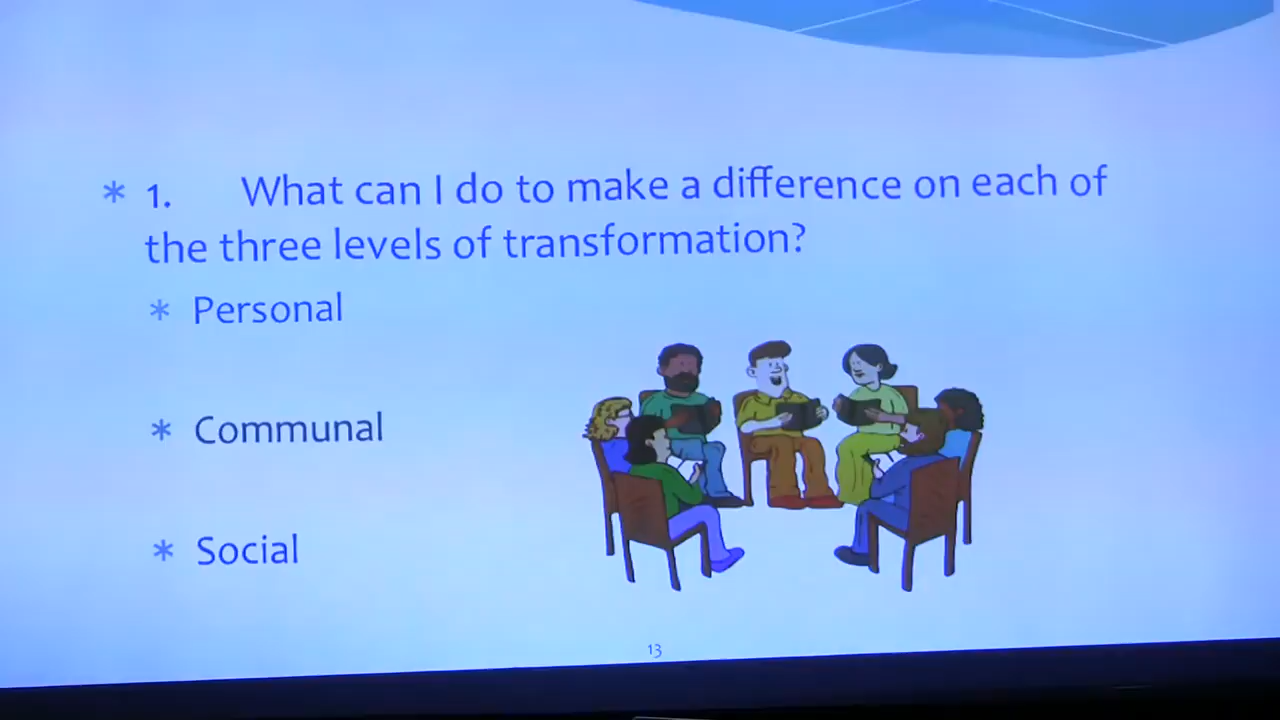 * 1. What can I do to make a difference on each of
the three levels of transformation?
* Personal
* Communal
* Social
13